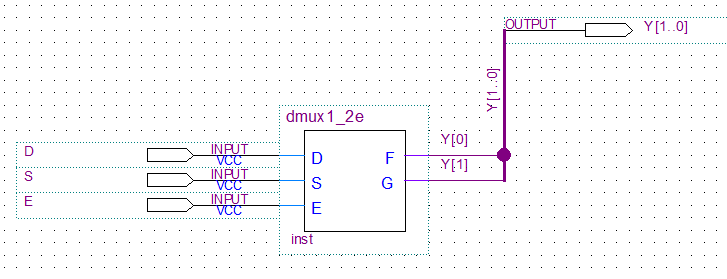 OUTPUT Y[1..0]
Y[1..0]
dmux1_2e
D INPUT VCC D F Y[0]
S INPUT VCC S G Y[1]
E INPUT VCC E
inst